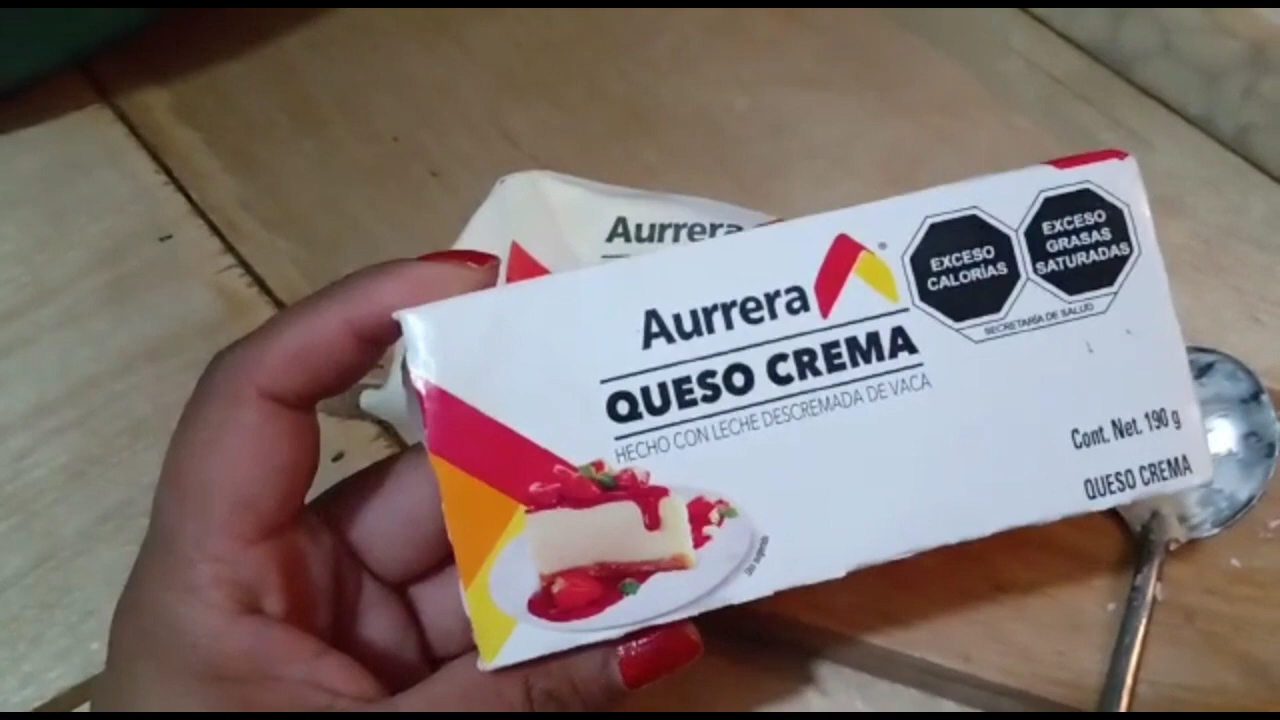 Aurrera
Aurrera
QUESO CREMA
HECHO CON LECHE DESCREMADA DE VACA
EXCESO
CALORÍAS
EXCESO
GRASAS
SATURADAS
SECRETARÍA DE SALUD
Cont. Net. 190 g
QUESO CREMA